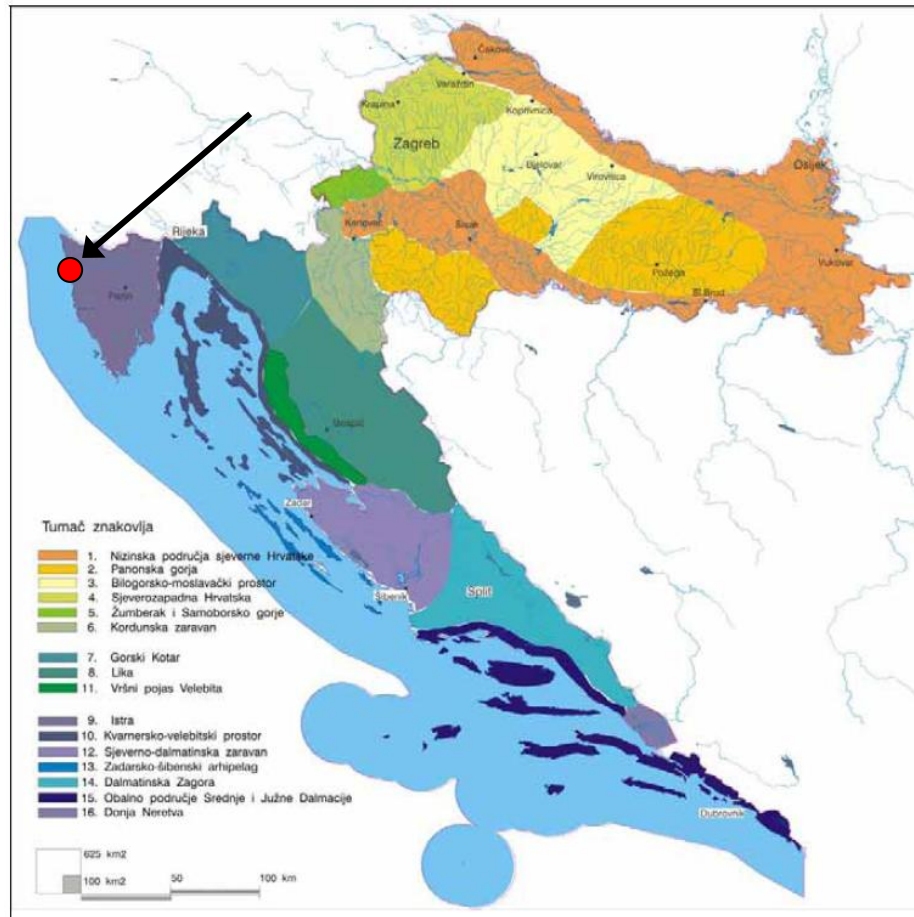 Čakovec
Varaždin
Krapina
Koprivnica
Zagreb
Bjelovar
Virovitica
Osijek
Rijeka
Karlovac
Sisak
Vukovar
Požega
Sl.Brod
Pazin
Gospić
Zadar
Tumač znakovlja
1. Nizinska područja sjeverne Hrvatske
2. Panonska gorja
3. Bilogorsko-moslavački prostor
4. Sjeverozapadna Hrvatska
5. Žumberak i Samoborsko gorje
6. Kordunska zaravan
Šibenik
Split
7. Gorski Kotar
8. Lika
11. Vršni pojas Velebita
9. Istra
10. Kvarnersko-velebitski prostor
12. Sjeverno-dalmatinska zaravan
13. Zadarsko-šibenski arhipelag
14. Dalmatinska Zagora
15. Obalno područje Srednje i Južne Dalmacije
16. Donja Neretva
Dubrovnik
625 km2
100 km2 50 100 km